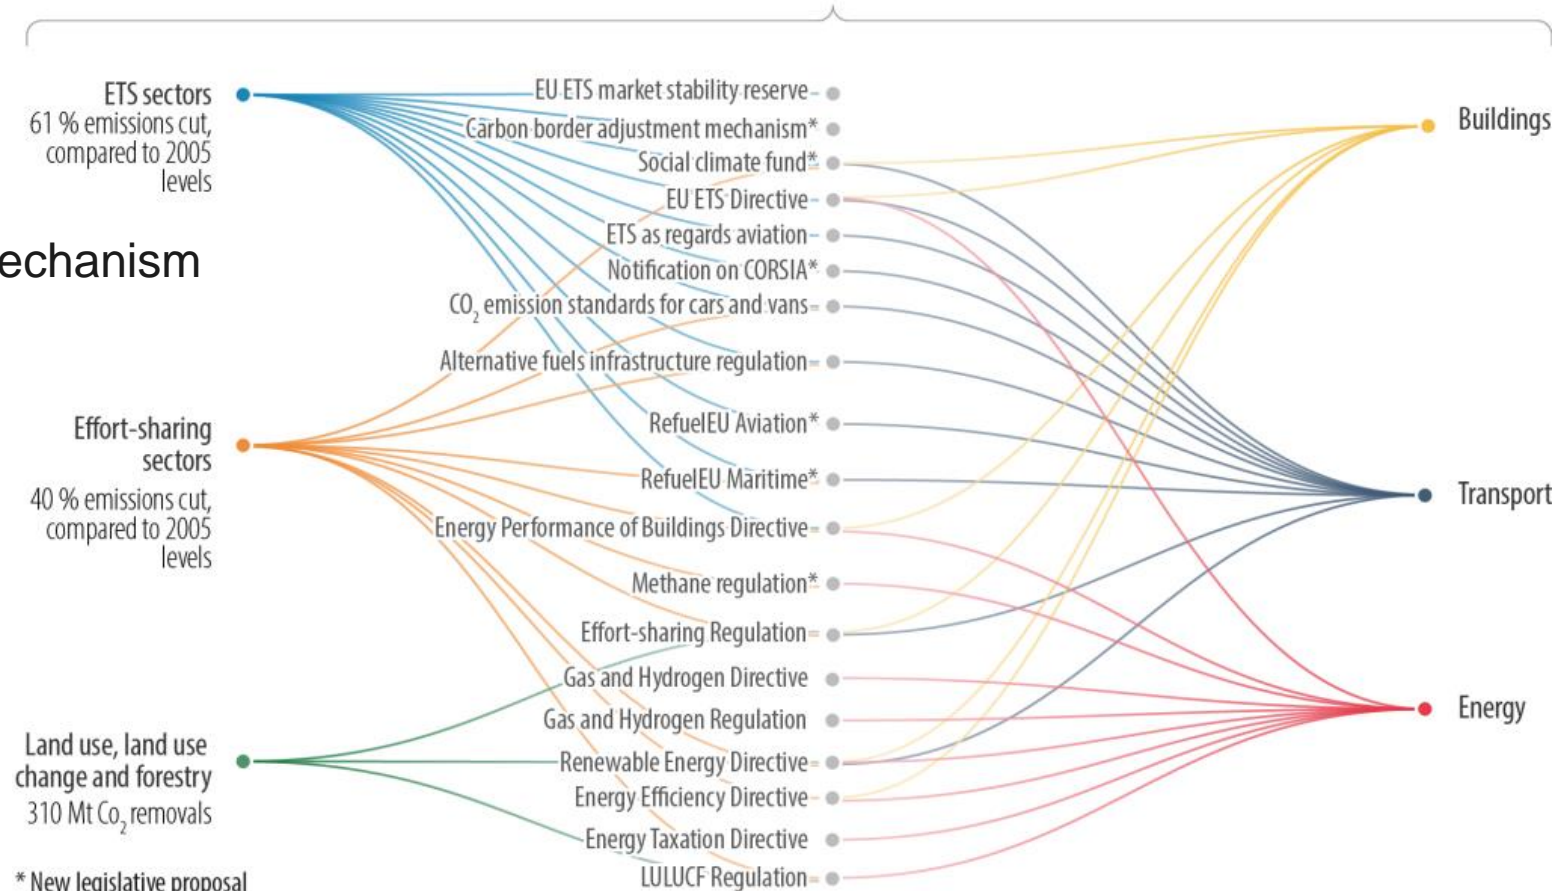 ETS sectors
61 % emissions cut,
compared to 2005
levels
echanism
Effort-sharing
sectors
40 % emissions cut,
compared to 2005
levels
Land use, land use
change and forestry
310 Mt Co₂ removals
* New legislative proposal
EU ETS market stability reserve
Carbon border adjustment mechanism*
Social climate fund*
EU ETS Directive
ETS as regards aviation
Notification on CORSIA*
CO₂ emission standards for cars and vans
Alternative fuels infrastructure regulation
RefuelEU Aviation*
RefuelEU Maritime*
Energy Performance of Buildings Directive
Methane regulation*
Effort-sharing Regulation
Gas and Hydrogen Directive
Gas and Hydrogen Regulation
Renewable Energy Directive
Energy Efficiency Directive
Energy Taxation Directive
LULUCF Regulation
Buildings
Transport
Energy